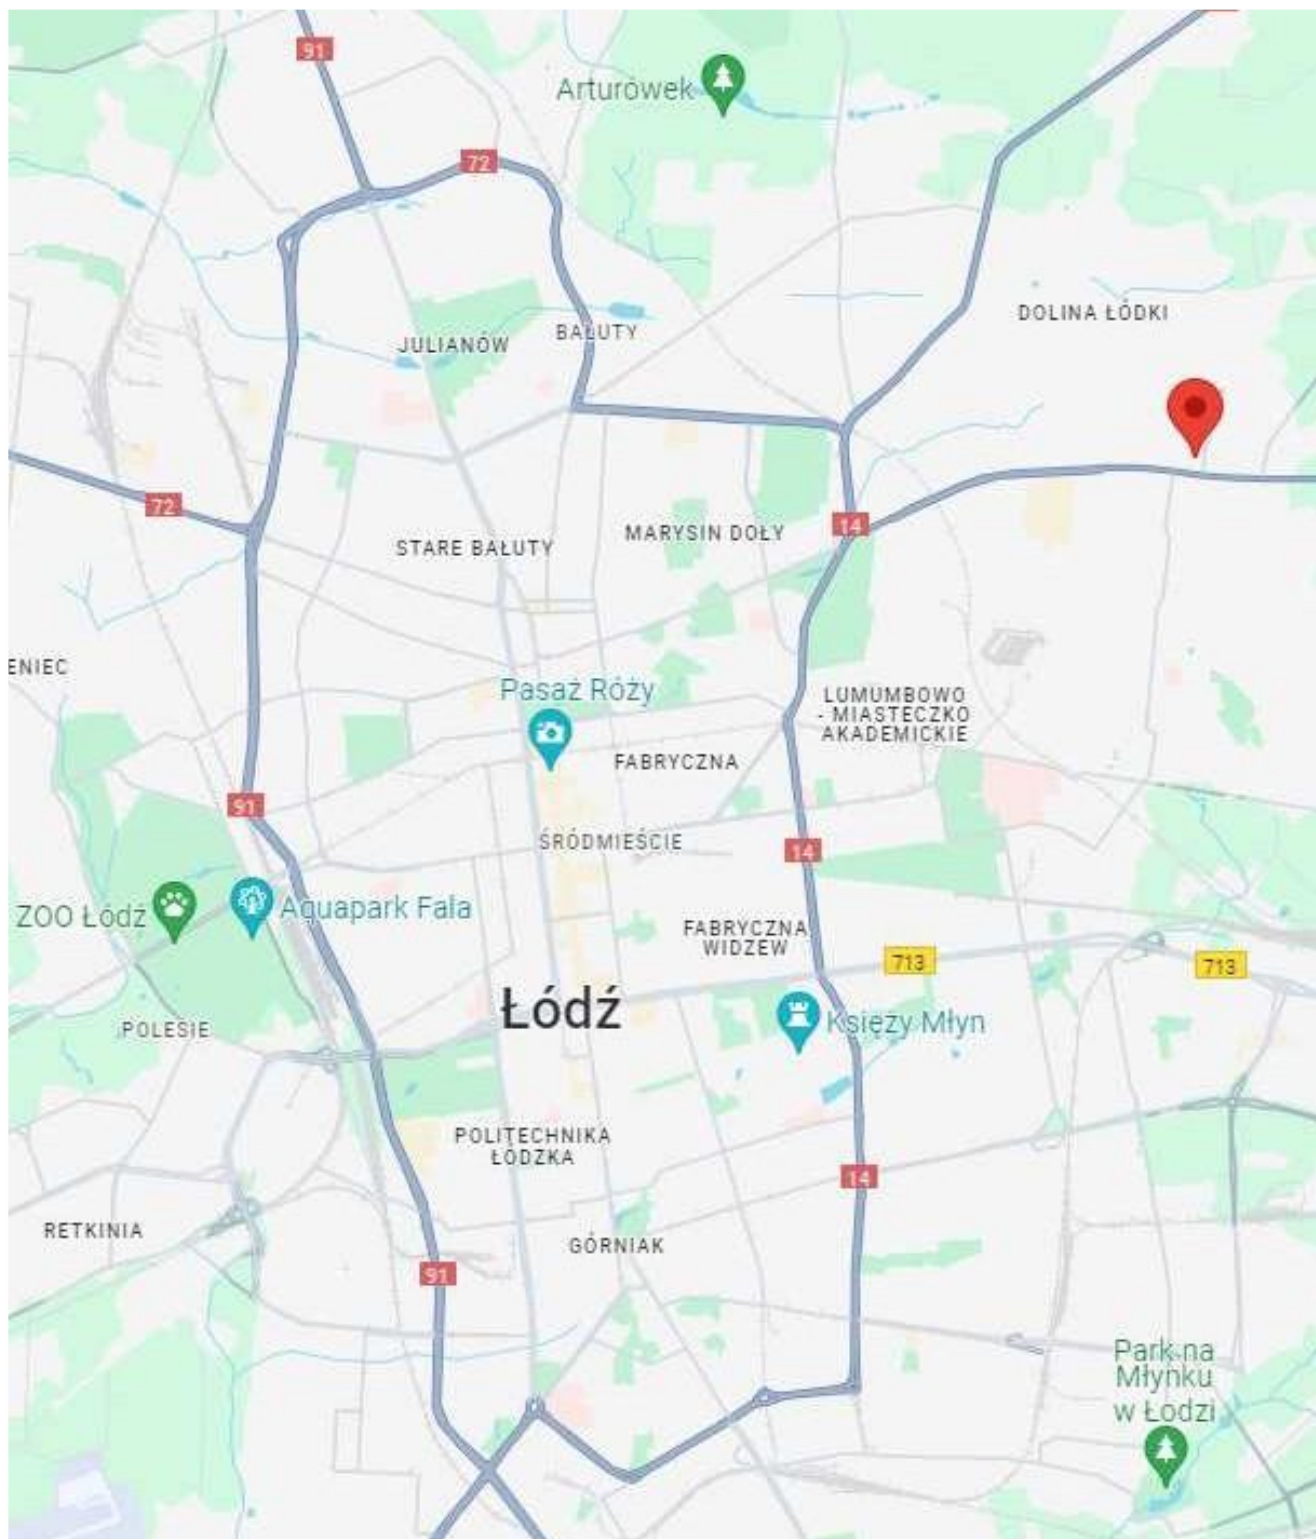 91
Arturówek
72
DOLINA ŁÓDKI
JULIANÓW
BAŁUTY
72
14
STARE BAŁUTY
MARYSIN DOŁY
ENIEC
Pasaż Róży
LUMUMBOWO
- MIASTECZKO
AKADEMICKIE
FABRYCZNA
91
ŚRÓDMIEŚCIE
14
ZOO Łódź
Aquapark Fala
FABRYCZNA
WIDZEW
713
713
Łódź
Księży Młyn
POLESIE
POLITECHNIKA
ŁÓDZKA
14
RETKINIA
GÓRNIAK
91
Park na
Młynku
w Łodzi